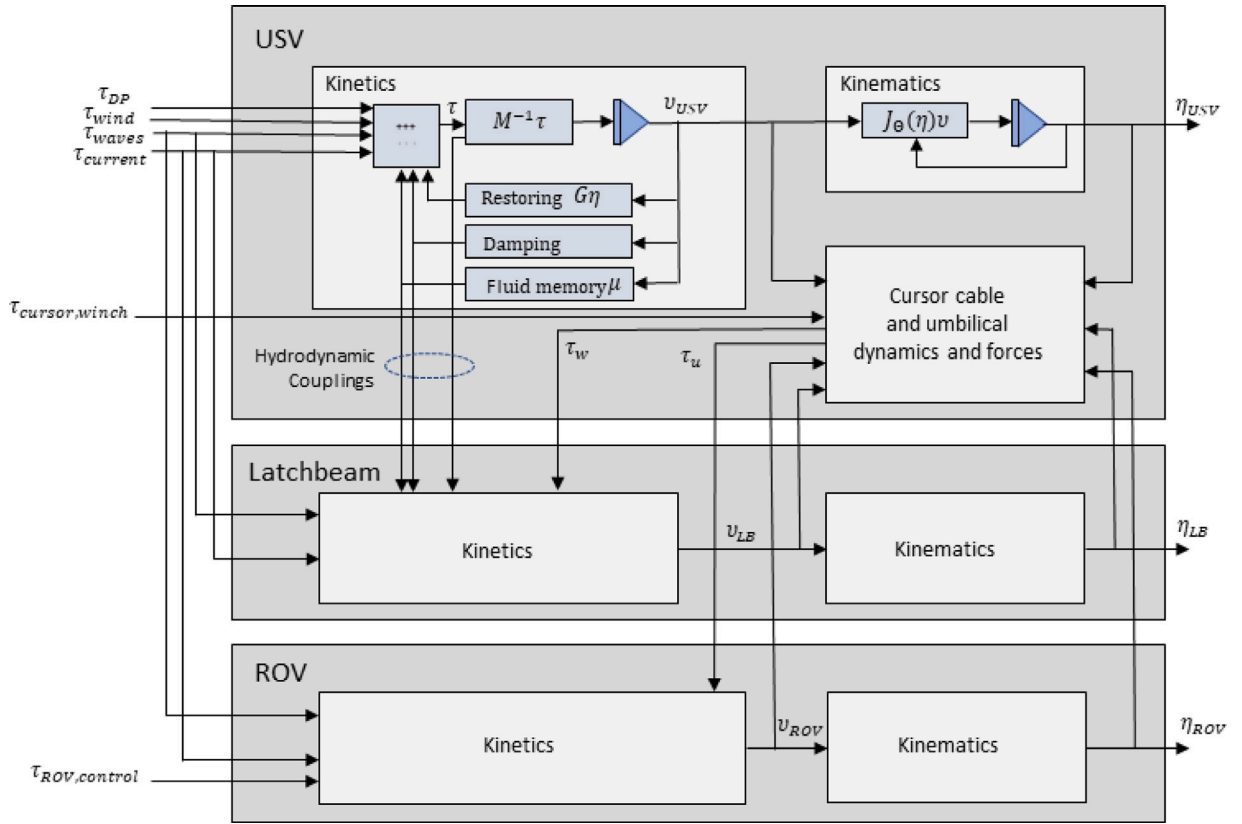 USV
Kinetics
Kinematics
τ_DP
τ_wind
τ_waves
τ_current
+++
...
τ
M⁻¹τ
υ_USV
J_Θ(η)υ
η_USV
Restoring Gη
Damping
Fluid memory μ
τ_cursor,winch
Cursor cable
and umbilical
dynamics and forces
τ_w
τ_u
Hydrodynamic
Couplings
Latchbeam
Kinetics
υ_LB
Kinematics
η_LB
ROV
Kinetics
υ_ROV
Kinematics
η_ROV
τ_ROV,control